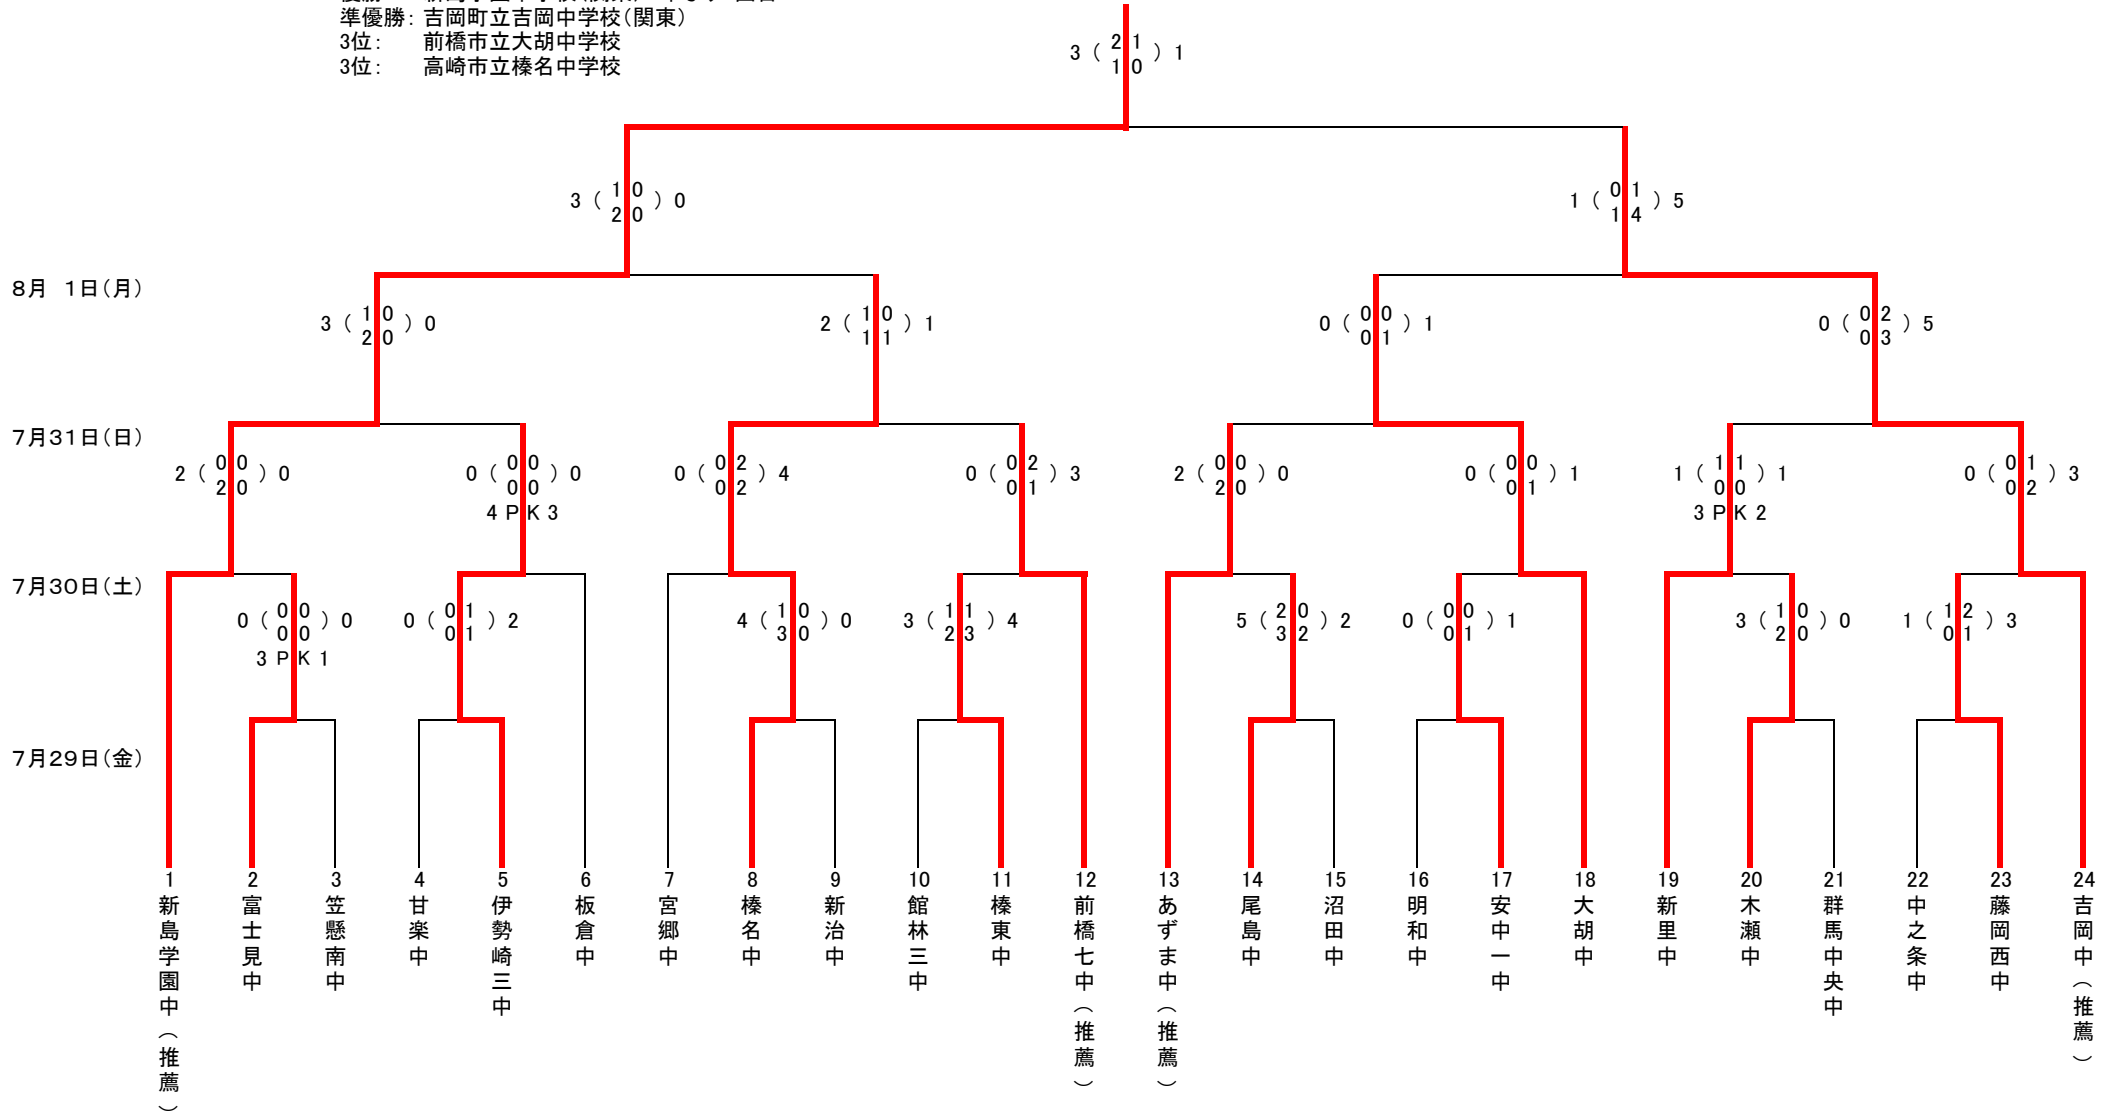 準優勝：吉岡町立吉岡中学校（関東）
3位：　前橋市立大胡中学校
3位：　高崎市立榛名中学校
3（ 2 1 ）1
1 0
3（ 1 0 ）0
2 0
1（ 0 1 ）5
1 4
8月　1日（月）
3（ 1 0 ）0
2 0
2（ 1 0 ）1
1 1
0（ 0 0 ）1
0 1
0（ 0 2 ）5
0 3
7月31日（日）
2（ 0 0 ）0
2 0
0（ 0 0 ）0
0 0
4 P K 3
0（ 0 2 ）4
0 2
0（ 0 2 ）3
0 1
2（ 0 0 ）0
2 0
0（ 0 0 ）1
0 1
1（ 1 1 ）1
0 0
3 P K 2
0（ 0 1 ）3
0 2
7月30日（土）
0（ 0 0 ）0
0 0
3 P K 1
0（ 0 1 ）2
0 1
4（ 1 0 ）0
3 0
3（ 1 1 ）4
2 3
5（ 2 0 ）2
3 2
0（ 0 0 ）1
0 1
3（ 1 0 ）0
2 0
1（ 1 2 ）3
0 1
7月29日（金）
1 新島学園中（推薦）
2 富士見中
3 笠懸南中
4 甘楽中
5 伊勢崎三中
6 板倉中
7 宮郷中
8 榛名中
9 新治中
10 館林三中
11 榛東中
12 前橋七中（推薦）
13 あずま中（推薦）
14 尾島中
15 沼田中
16 明和中
17 安中一中
18 大胡中
19 新里中
20 木瀬中
21 群馬中央中
22 中之条中
23 藤岡西中
24 吉岡中（推薦）